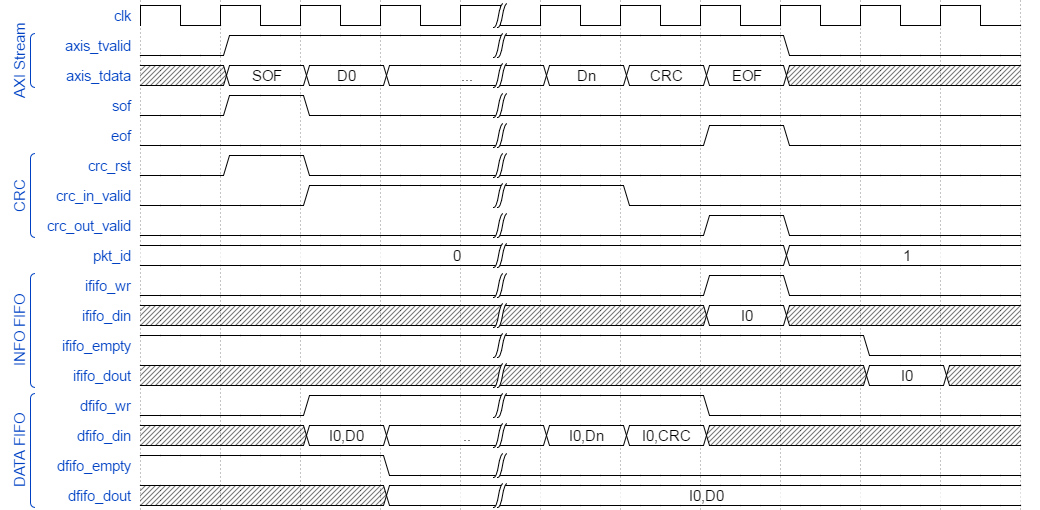 clk
AXI Stream
axis_tvalid
axis_tdata SOF D0 ... Dn CRC EOF
sof
eof
CRC
crc_rst
crc_in_valid
crc_out_valid
pkt_id 0 1
INFO FIFO
ififo_wr
ififo_din I0
ififo_empty
ififo_dout I0
DATA FIFO
dfifo_wr
dfifo_din I0,D0 .. I0,Dn I0,CRC
dfifo_empty
dfifo_dout I0,D0